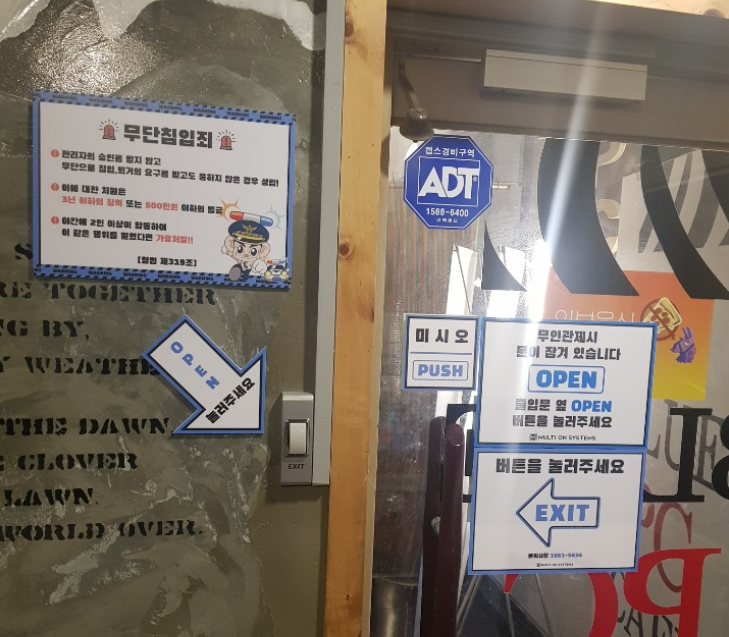 무단침입죄
관리자의 승인을 받지 않고
무단으로 침입,퇴거의 요구를 받고도 응하지 않은 경우 성립!
이에 대한 처벌은
3년 이하의 징역 또는 500만원 이하의 벌금
야간에 2인 이상이 합동하여
이 같은 행위를 벌였다면 가중처벌!!
[형법 제319조]
RE TOGETHER
G BY,
Y WEATHE
THE DAWN
CLOVER
LAWN.
WORLD OVER.
OPEN
눌러주세요
EXIT
캡스경비구역
ADT
1588-6400
미시오
PUSH
무인관제시
문이 잠겨 있습니다
OPEN
출입문 옆 OPEN
버튼을 눌러주세요
MULTI ON SYSTEMS
버튼을 눌러주세요
EXIT
MULTI ON SYSTEMS
PC